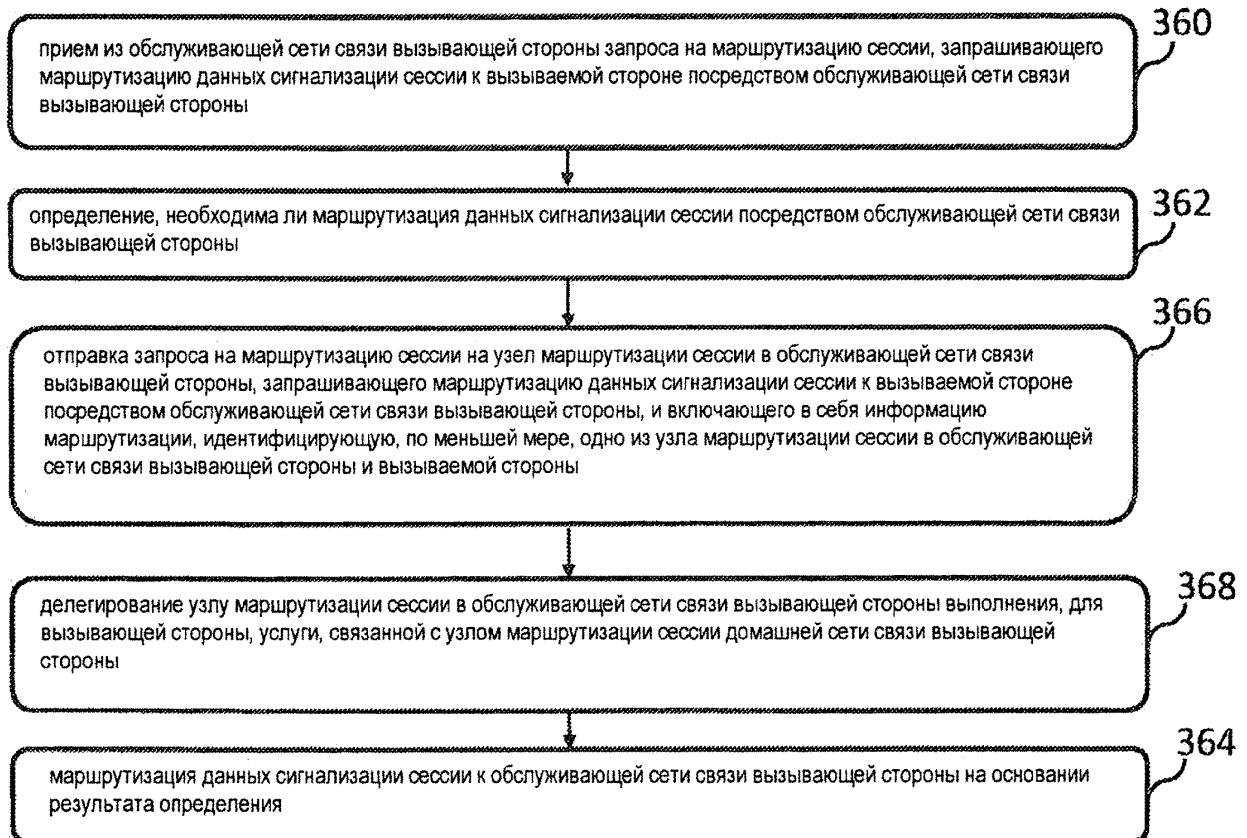 360
прием из обслуживающей сети связи вызывающей стороны запроса на маршрутизацию сессии, запрашивающего
маршрутизацию данных сигнализации сессии к вызываемой стороне посредством обслуживающей сети связи
вызывающей стороны
362
определение, необходима ли маршрутизация данных сигнализации сессии посредством обслуживающей сети связи
вызывающей стороны
366
отправка запроса на маршрутизацию сессии на узел маршрутизации сессии в обслуживающей сети связи
вызывающей стороны, запрашивающего маршрутизацию данных сигнализации сессии к вызываемой стороне
посредством обслуживающей сети связи вызывающей стороны, и включающего в себя информацию
маршрутизации, идентифицирующую, по меньшей мере, одно из узла маршрутизации сессии в обслуживающей
сети связи вызывающей стороны и вызываемой стороны
368
делегирование узлу маршрутизации сессии в обслуживающей сети связи вызывающей стороны выполнения, для
вызывающей стороны, услуги, связанной с узлом маршрутизации сессии домашней сети связи вызывающей
стороны
364
маршрутизация данных сигнализации сессии к обслуживающей сети связи вызывающей стороны на основании
результата определения